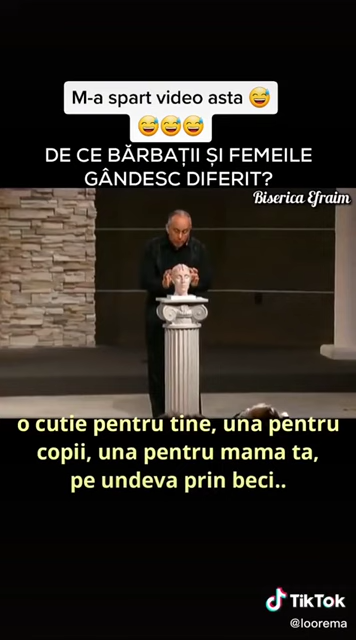 M-a spart video asta 😅
😅😅😅
DE CE BĂRBAȚII ȘI FEMEILE
GÂNDESC DIFERIT?
Biserica Efraim
o cutie pentru tine, una pentru
copii, una pentru mama ta,
pe undeva prin beci..
TikTok
@loorema